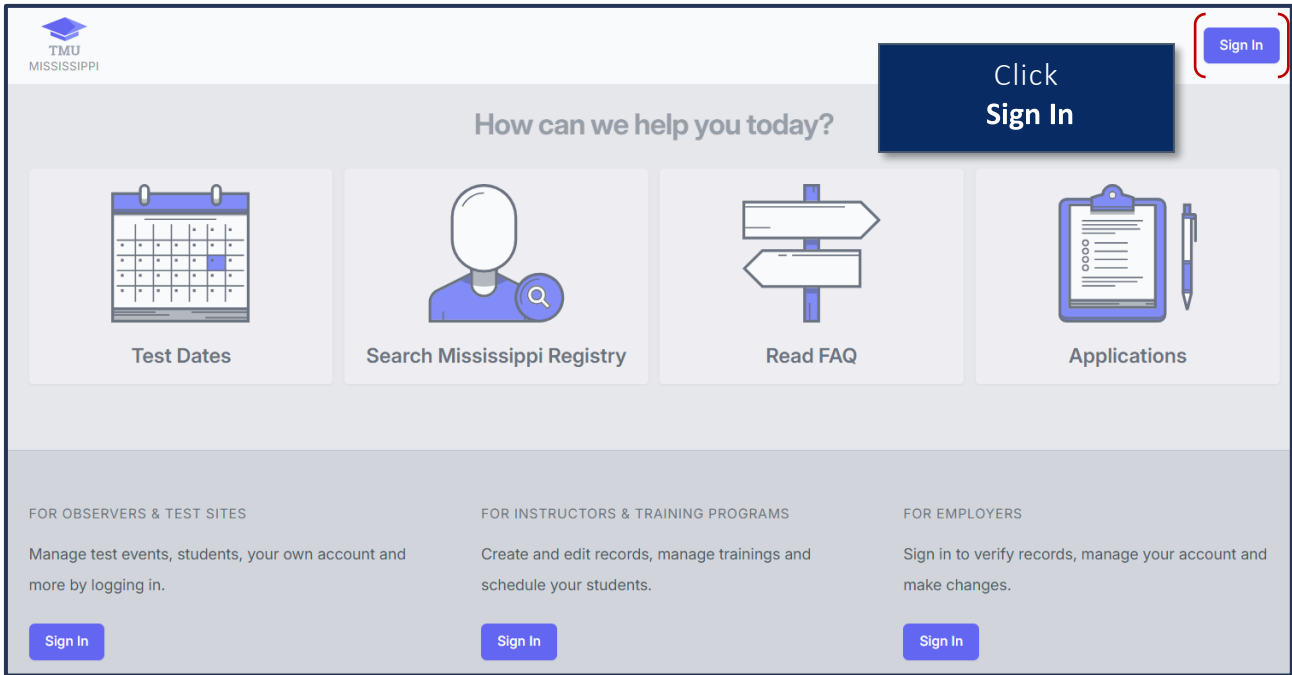 TMU
MISSISSIPPI
Sign In
Click
Sign In
How can we help you today?
Test Dates
Search Mississippi Registry
Read FAQ
Applications
FOR OBSERVERS & TEST SITES
Manage test events, students, your own account and
more by logging in.
Sign In
FOR INSTRUCTORS & TRAINING PROGRAMS
Create and edit records, manage trainings and
schedule your students.
Sign In
FOR EMPLOYERS
Sign in to verify records, manage your account and
make changes.
Sign In